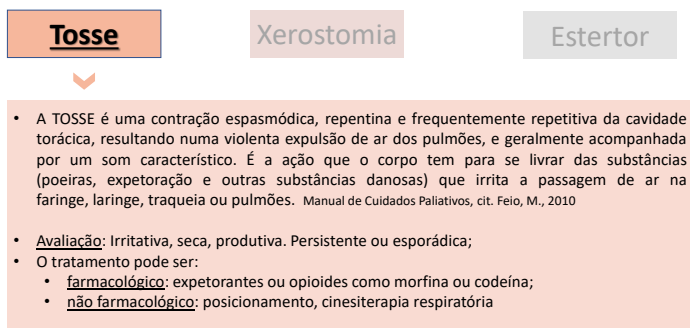 Tosse
Xerostomia
Estertor
• A TOSSE é uma contração espasmódica, repentina e frequentemente repetitiva da cavidade
torácica, resultando numa violenta expulsão de ar dos pulmões, e geralmente acompanhada
por um som característico. É a ação que o corpo tem para se livrar das substâncias
(poeiras, expetoração e outras substâncias danosas) que irrita a passagem de ar na
faringe, laringe, traqueia ou pulmões. Manual de Cuidados Paliativos, cit. Feio, M., 2010
• Avaliação: Irritativa, seca, produtiva. Persistente ou esporádica;
• O tratamento pode ser:
• farmacológico: expetorantes ou opioides como morfina ou codeína;
• não farmacológico: posicionamento, cinesiterapia respiratória